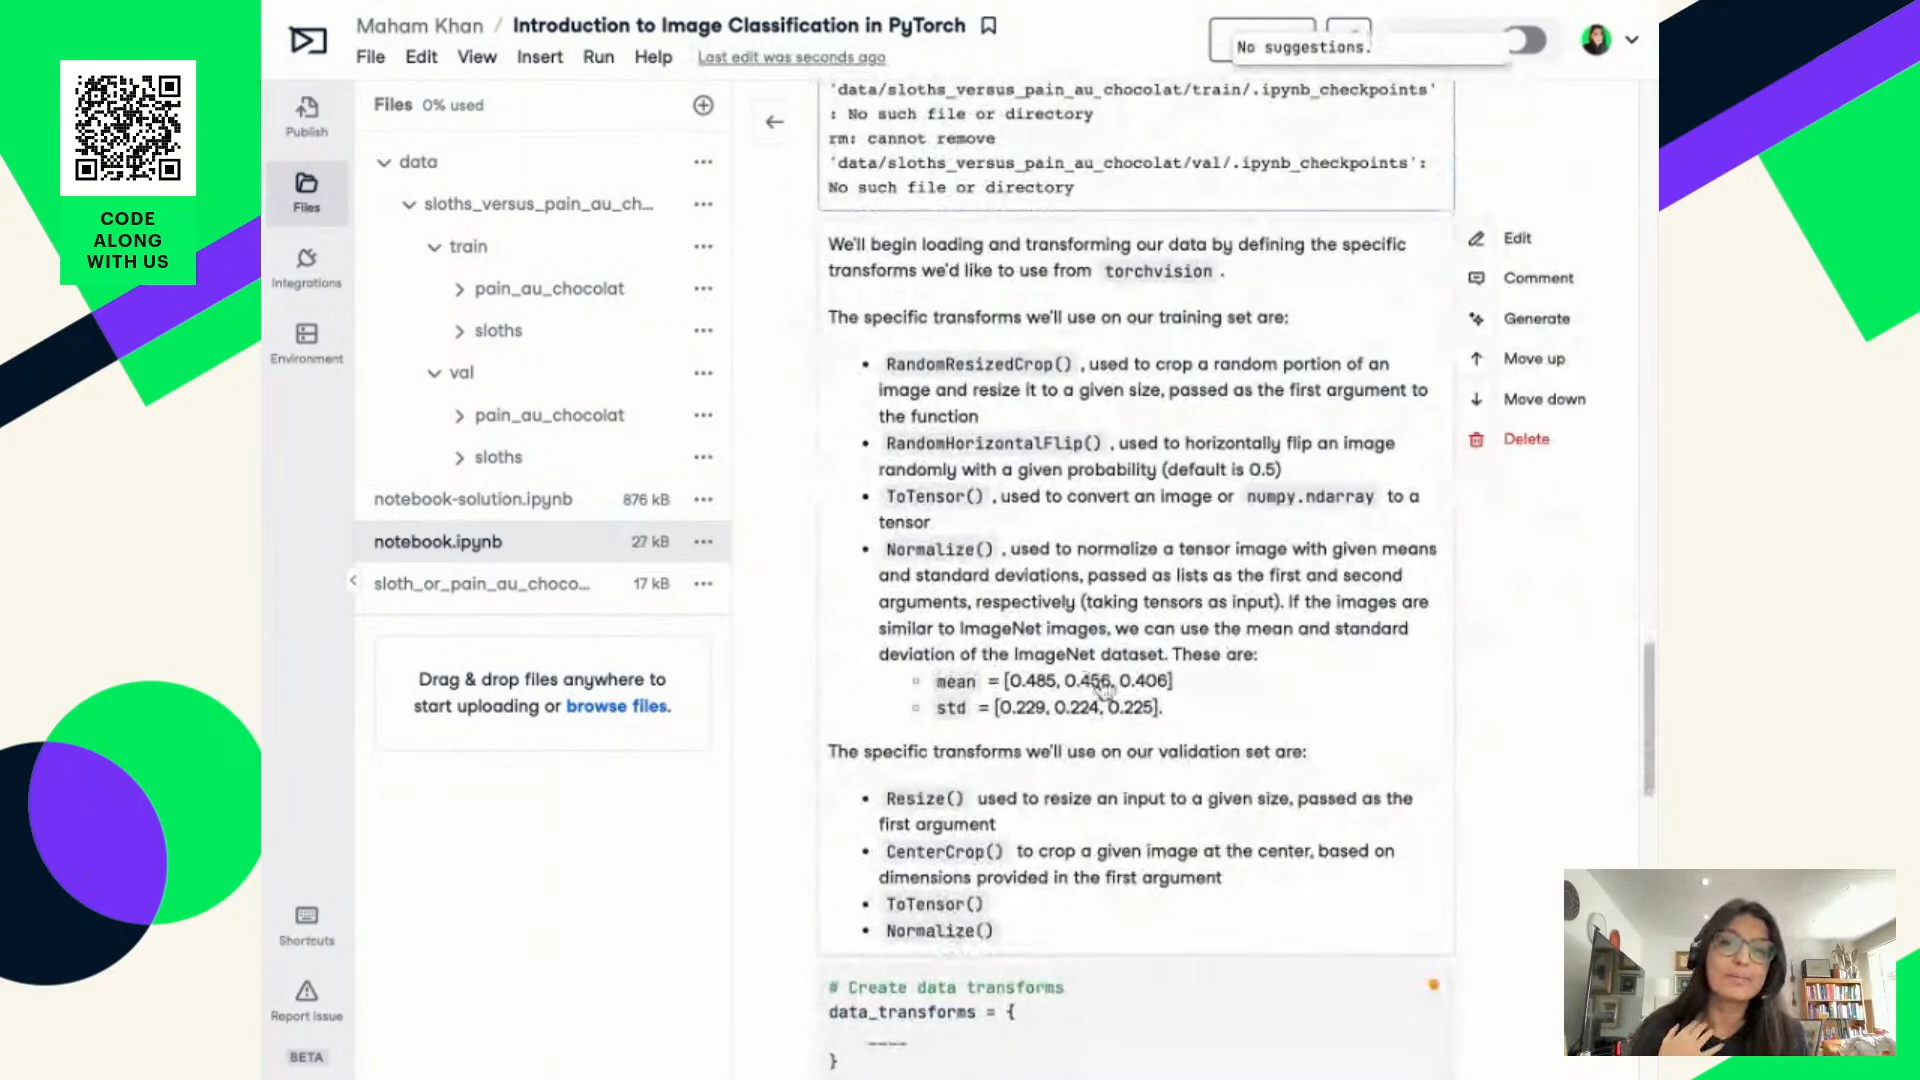 CODE
ALONG
WITH US
Maham Khan / Introduction to Image Classification in PyTorch
File Edit View Insert Run Help Last edit was seconds ago
No suggestions.
Publish
Files
Integrations
Environment
Shortcuts
Report Issue
BETA
Files 0% used
data
sloths_versus_pain_au_ch...
train
pain_au_chocolat
sloths
val
pain_au_chocolat
sloths
notebook-solution.ipynb 876 kB
notebook.ipynb 27 kB
sloth_or_pain_au_choco... 17 kB
Drag & drop files anywhere to
start uploading or browse files.
'data/sloths_versus_pain_au_chocolat/train/.ipynb_checkpoints'
: No such file or directory
rm: cannot remove
'data/sloths_versus_pain_au_chocolat/val/.ipynb_checkpoints':
No such file or directory
We'll begin loading and transforming our data by defining the specific
transforms we'd like to use from torchvision .
The specific transforms we'll use on our training set are:
• RandomResizedCrop() , used to crop a random portion of an
image and resize it to a given size, passed as the first argument to
the function
• RandomHorizontalFlip() , used to horizontally flip an image
randomly with a given probability (default is 0.5)
• ToTensor() , used to convert an image or numpy.ndarray to a
tensor
• Normalize() , used to normalize a tensor image with given means
and standard deviations, passed as lists as the first and second
arguments, respectively (taking tensors as input). If the images are
similar to ImageNet images, we can use the mean and standard
deviation of the ImageNet dataset. These are:
mean = [0.485, 0.456, 0.406]
std = [0.229, 0.224, 0.225].
The specific transforms we'll use on our validation set are:
• Resize() used to resize an input to a given size, passed as the
first argument
• CenterCrop() to crop a given image at the center, based on
dimensions provided in the first argument
• ToTensor()
• Normalize()
# Create data transforms
data_transforms = {
____
}
Edit
Comment
Generate
Move up
Move down
Delete